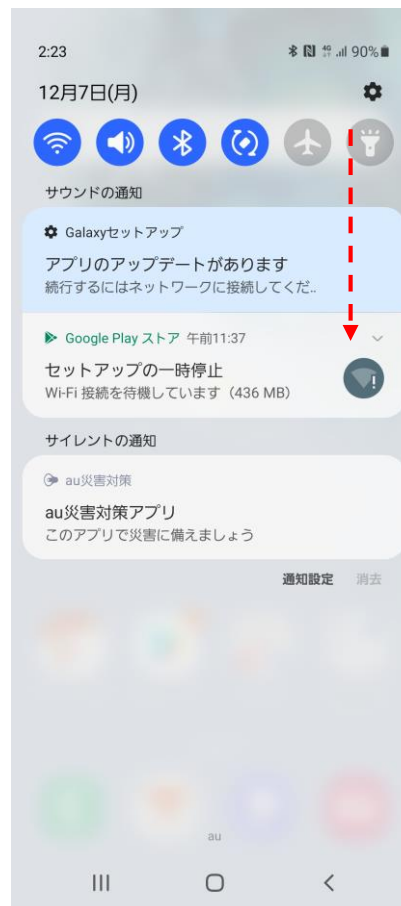 2:23 4G 90%
12月7日(月)
サウンドの通知
Galaxyセットアップ
アプリのアップデートがあります
続行するにはネットワークに接続してくだ..
Google Play ストア 午前11:37
セットアップの一時停止
Wi-Fi 接続を待機しています（436 MB）
サイレントの通知
au災害対策
au災害対策アプリ
このアプリで災害に備えましょう
通知設定 消去
au